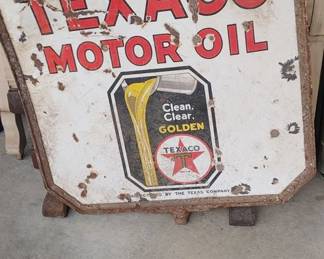 TEXACO
MOTOR OIL
Clean,
Clear,
GOLDEN
TEXACO
T
BY THE TEXAS COMPANY